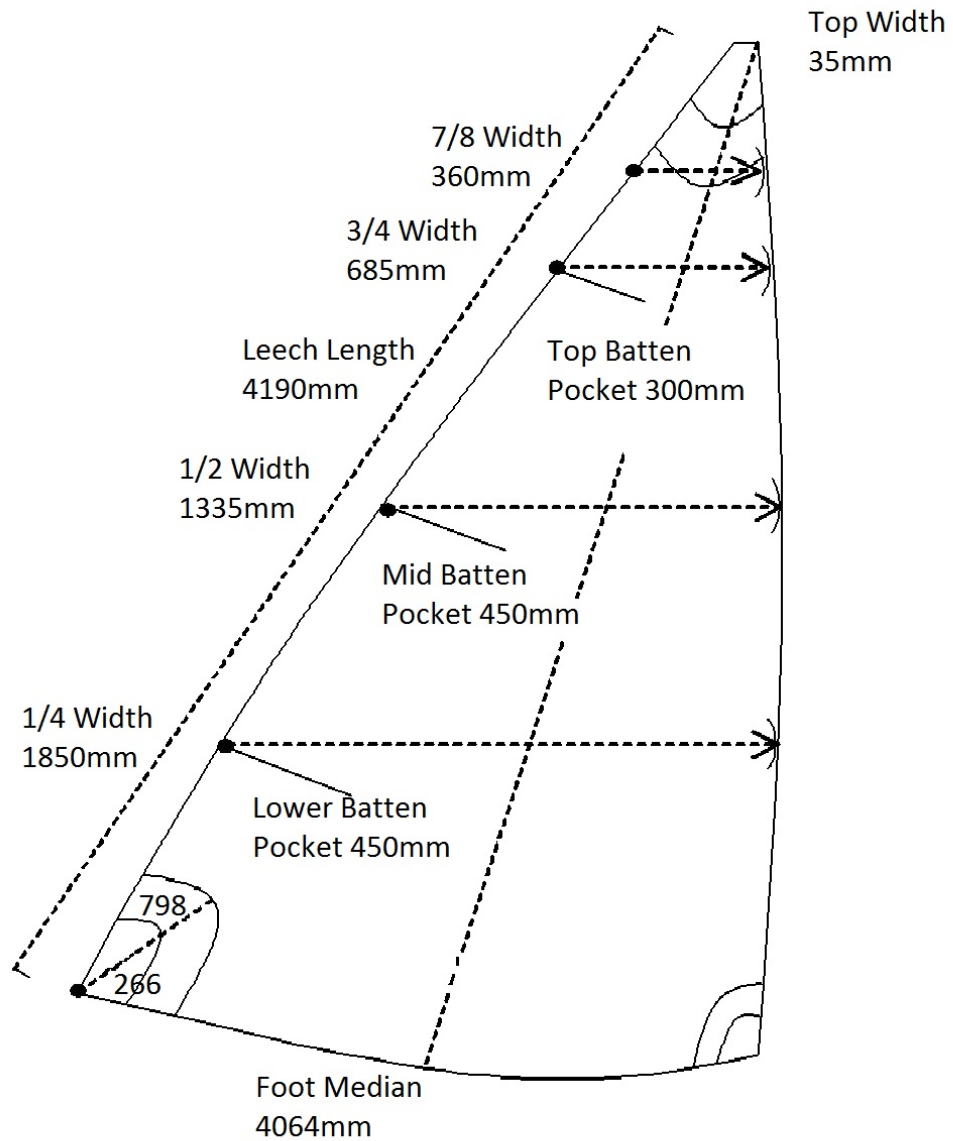 Top Width
35mm
7/8 Width
360mm
3/4 Width
685mm
Leech Length
4190mm
Top Batten
Pocket 300mm
1/2 Width
1335mm
Mid Batten
Pocket 450mm
1/4 Width
1850mm
Lower Batten
Pocket 450mm
798
266
Foot Median
4064mm